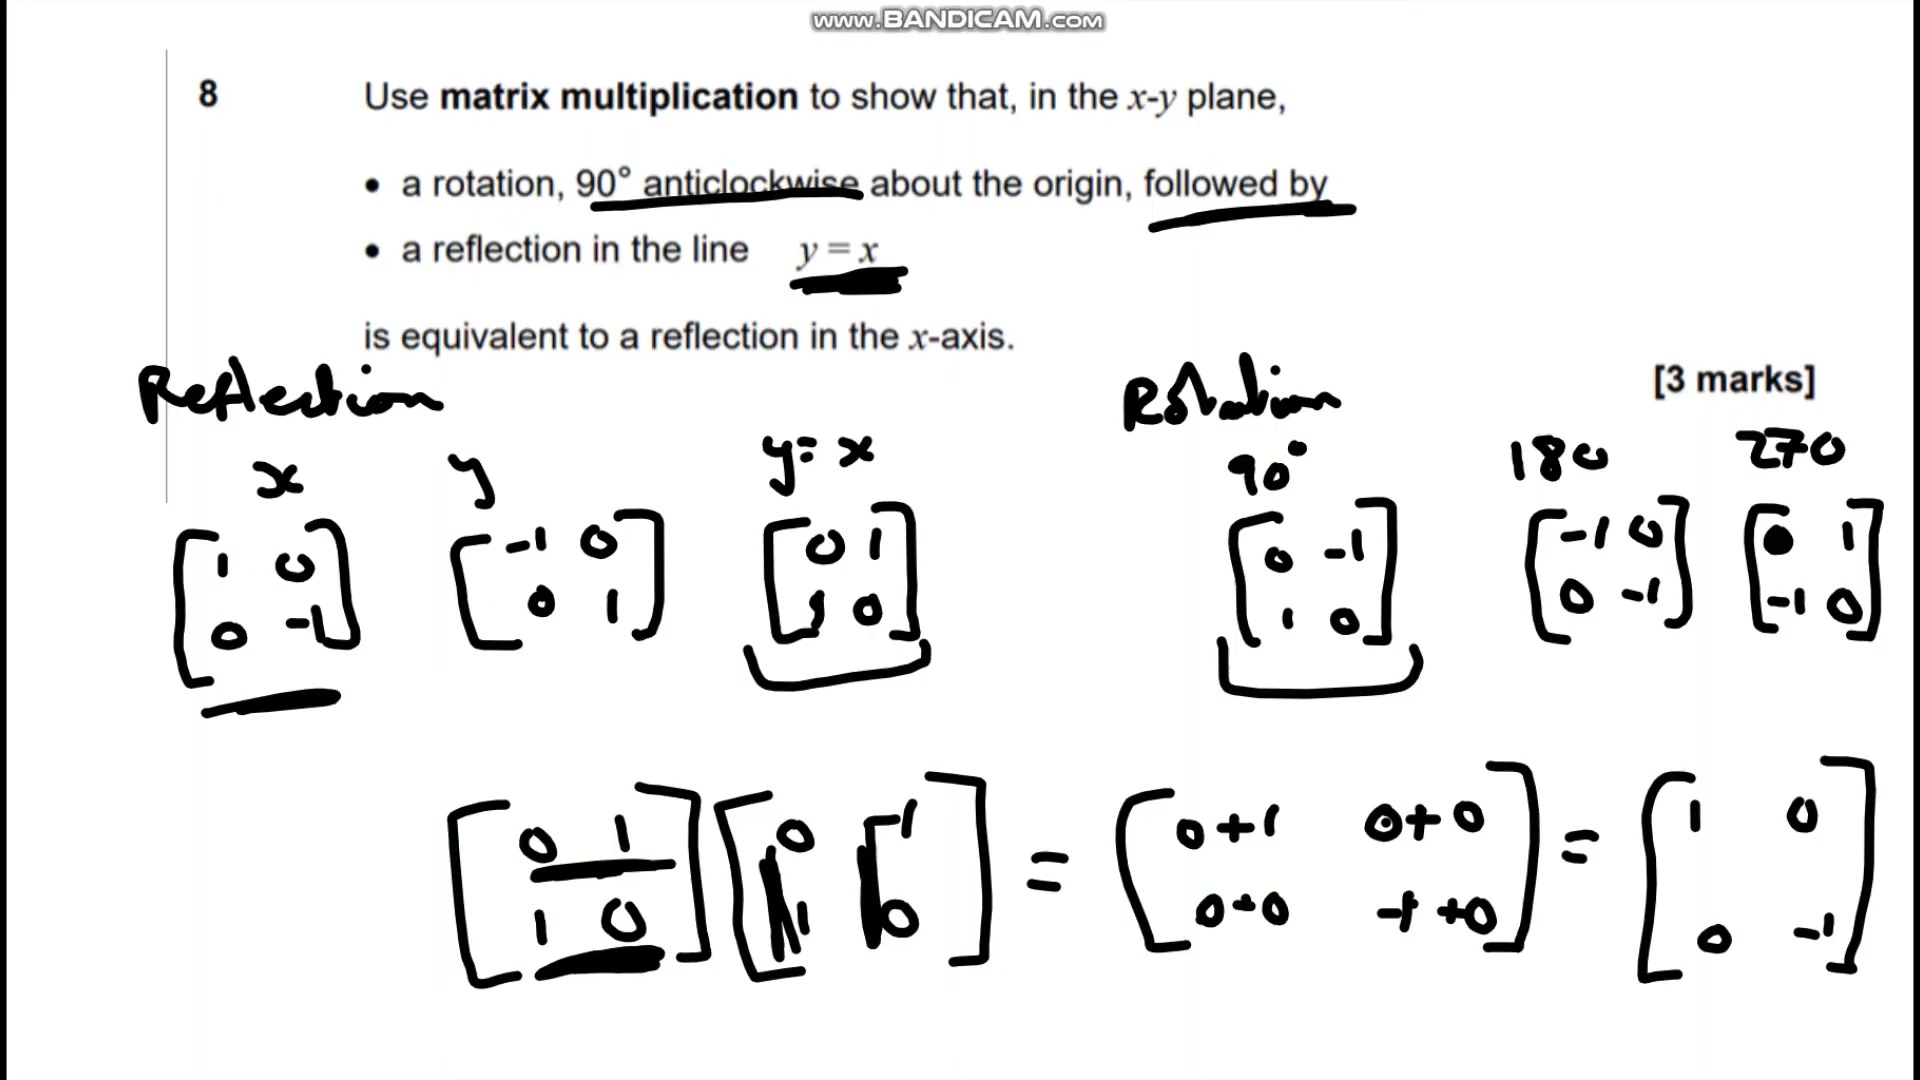 www.BANDICAM.com
8 Use matrix multiplication to show that, in the x-y plane,
• a rotation, 90° anticlockwise about the origin, followed by
• a reflection in the line y = x
is equivalent to a reflection in the x-axis.
[3 marks]
Reflection Rotation
x y y = x 90° 180 270
1 0 -1 0 0 1 0 -1 -1 0 0 1
0 -1 0 1 1 0 1 0 0 -1 -1 0
0 1 0 -1 = 0+1 0+0 = 1 0
1 0 1 0 0+0 -1+0 0 -1